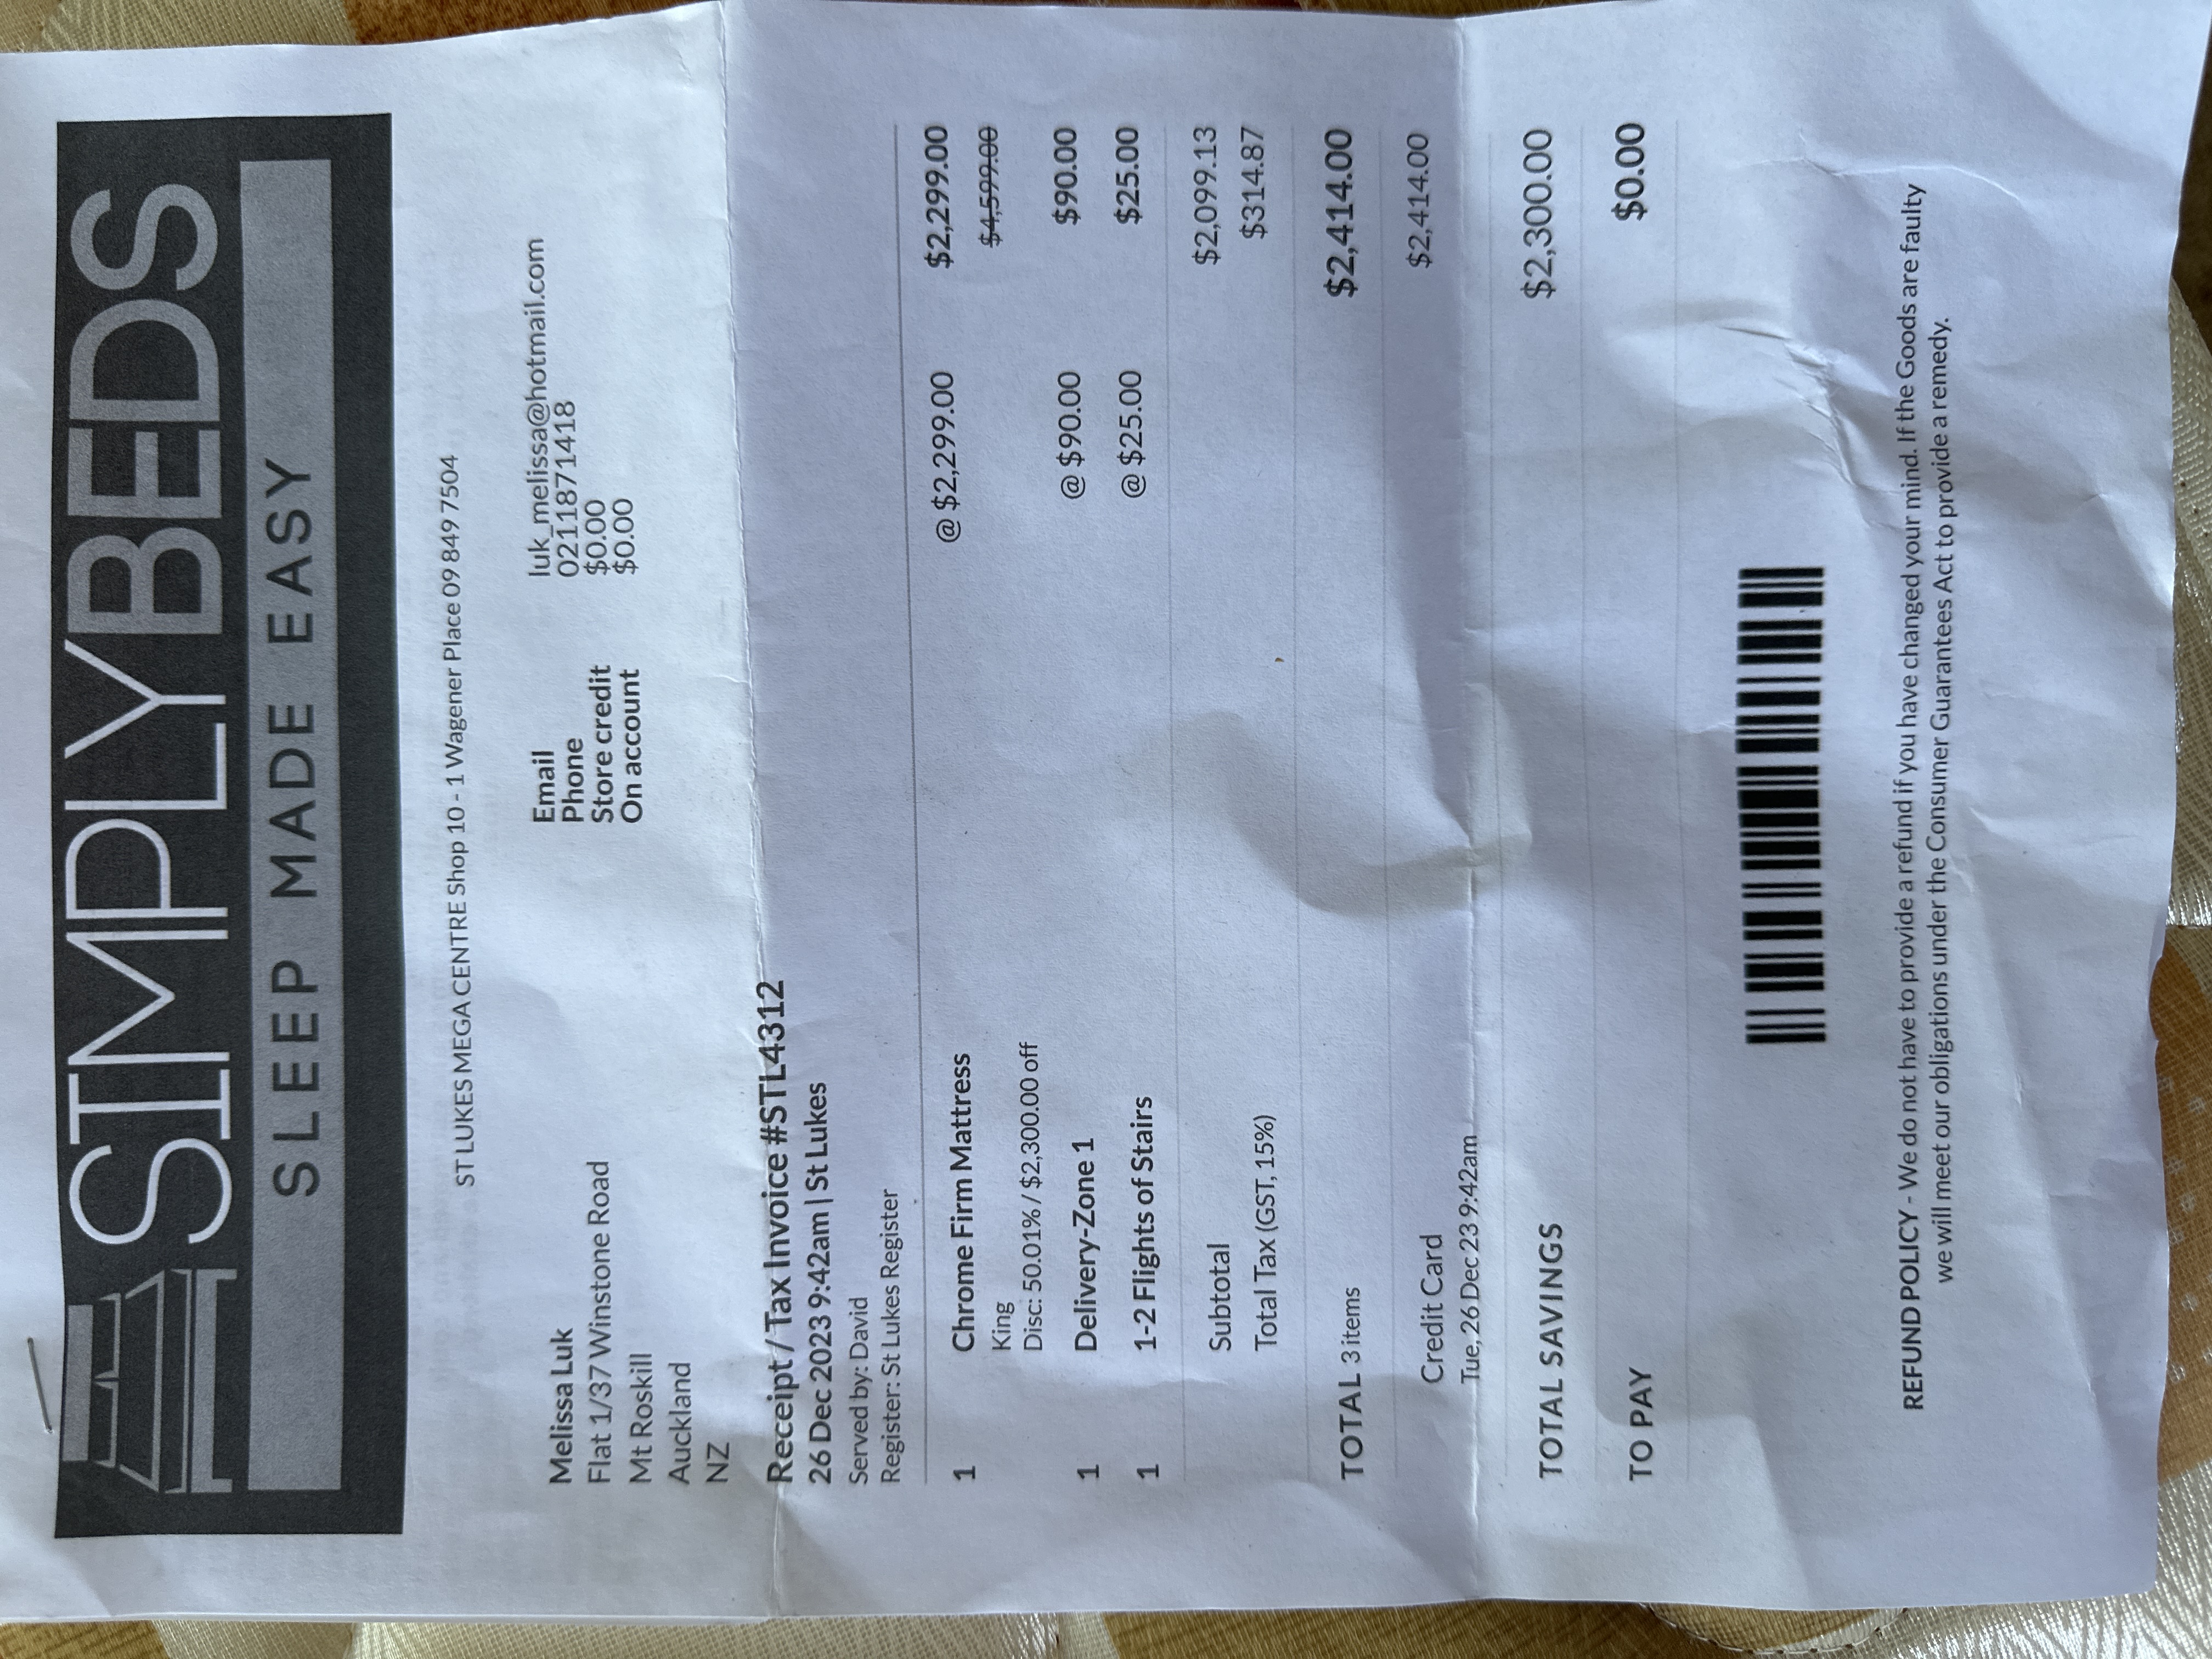 SIMPLYBEDS
SLEEP MADE EASY
ST LUKES MEGA CENTRE Shop 10 - 1 Wagener Place 09 849 7504
Melissa Luk
Flat 1/37 Winstone Road
Mt Roskill
Auckland
NZ
Email luk_melissa@hotmail.com
Phone 02118871418
Store credit $0.00
On account $0.00
Receipt / Tax Invoice #STL4312
26 Dec 2023 9:42am | St Lukes
Served by: David
Register: St Lukes Register
1 Chrome Firm Mattress @ $2,299.00 $2,299.00
King $4,599.00
Disc: 50.01% / $2,300.00 off
1 Delivery-Zone 1 @ $90.00 $90.00
1 1-2 Flights of Stairs @ $25.00 $25.00
Subtotal $2,099.13
Total Tax (GST, 15%) $314.87
TOTAL 3 items $2,414.00
Credit Card $2,414.00
Tue, 26 Dec 23 9:42am
TOTAL SAVINGS $2,300.00
TO PAY $0.00
REFUND POLICY - We do not have to provide a refund if you have changed your mind. If the Goods are faulty
we will meet our obligations under the Consumer Guarantees Act to provide a remedy.